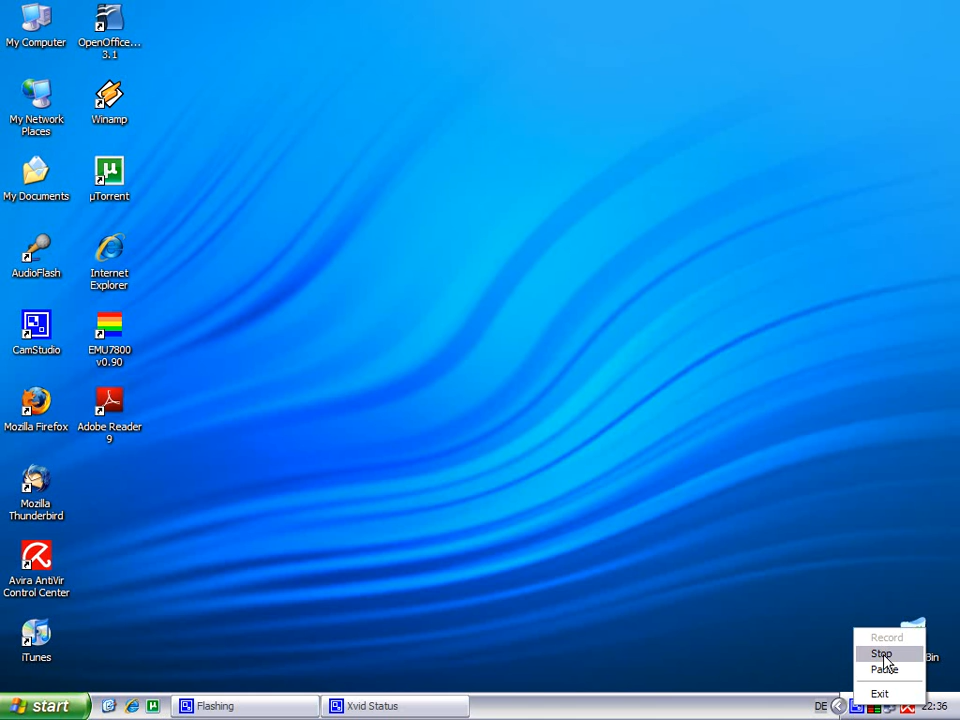 My Computer
OpenOffice...
3.1
My Network
Places
Winamp
My Documents
µTorrent
AudioFlash
Internet
Explorer
CamStudio
EMU7800
v0.90
Mozilla Firefox
Adobe Reader
9
Mozilla
Thunderbird
Avira AntiVir
Control Center
iTunes
Record
Stop
Pause
Exit
Bin
start
Flashing
Xvid Status
DE
22:36